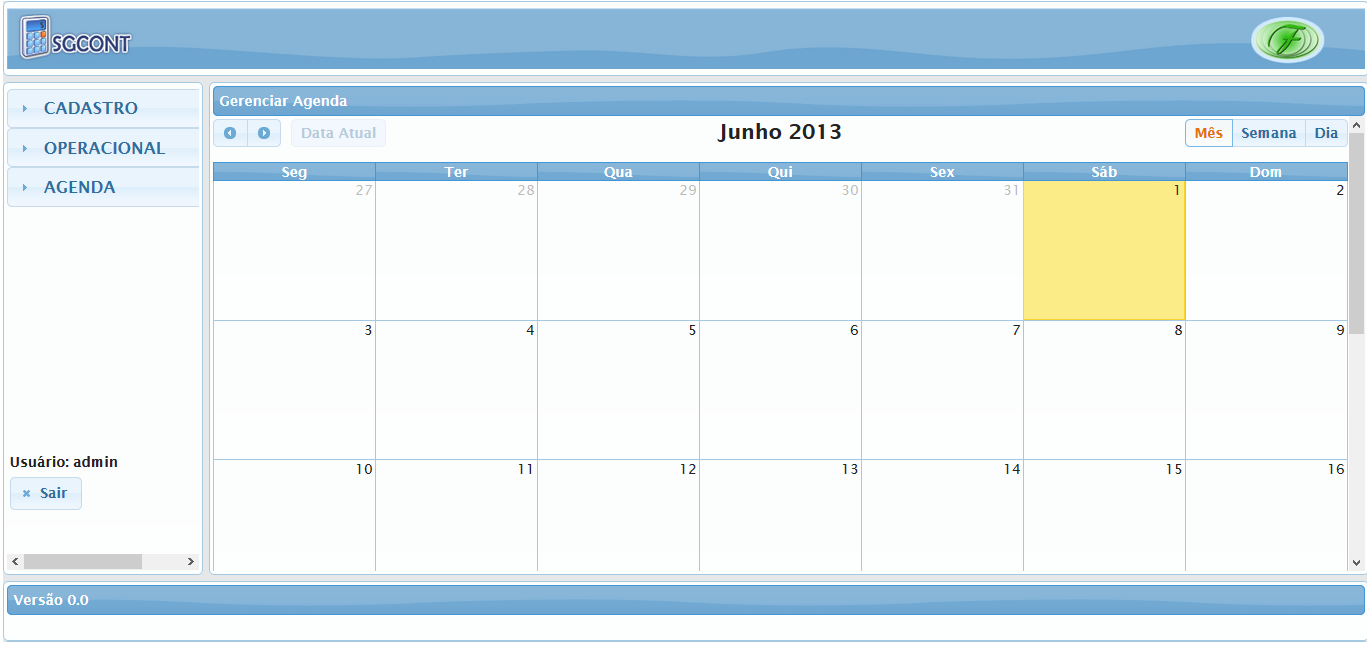 SGCONT
CADASTRO
OPERACIONAL
AGENDA
Usuário: admin
Sair
Gerenciar Agenda
Data Atual
Junho 2013
Mês Semana Dia
Seg Ter Qua Qui Sex Sáb Dom
27 28 29 30 31 1 2
3 4 5 6 7 8 9
10 11 12 13 14 15 16
Versão 0.0